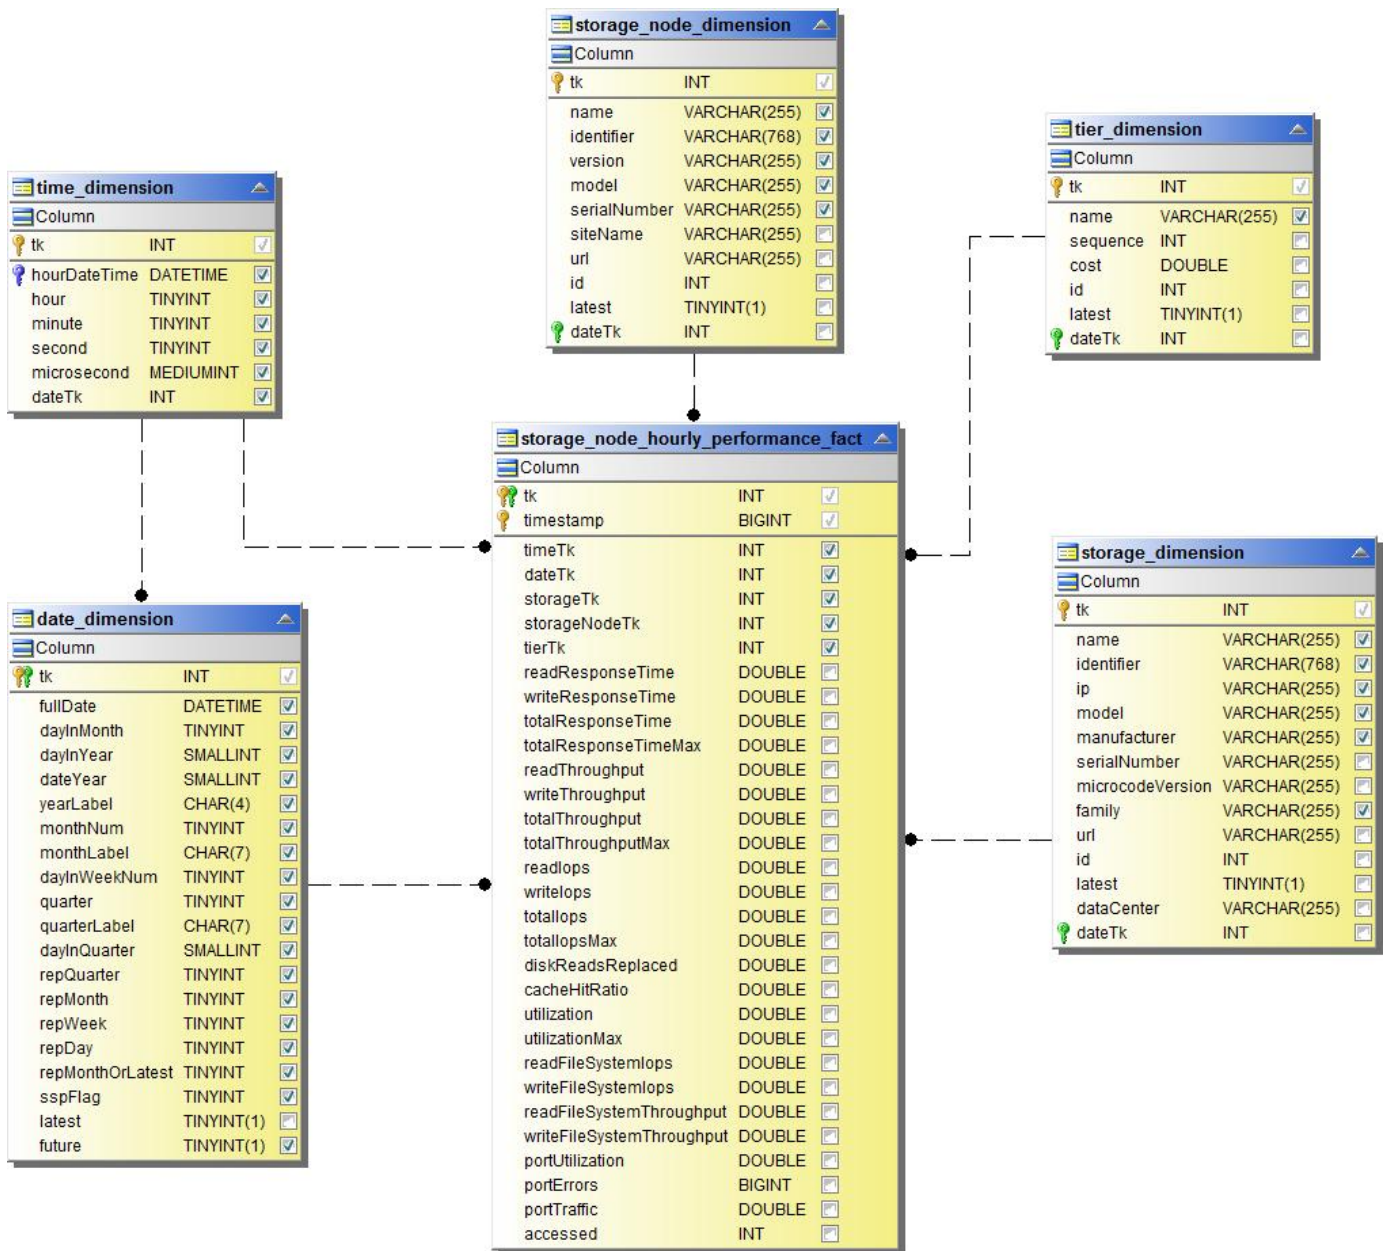 storage_node_dimension
Column
tk INT
name VARCHAR(255)
identifier VARCHAR(768)
version VARCHAR(255)
model VARCHAR(255)
serialNumber VARCHAR(255)
siteName VARCHAR(255)
url VARCHAR(255)
id INT
latest TINYINT(1)
dateTk INT
tier_dimension
Column
tk INT
name VARCHAR(255)
sequence INT
cost DOUBLE
id INT
latest TINYINT(1)
dateTk INT
time_dimension
Column
tk INT
hourDateTime DATETIME
hour TINYINT
minute TINYINT
second TINYINT
microsecond MEDIUMINT
dateTk INT
storage_node_hourly_performance_fact
Column
tk INT
timestamp BIGINT
timeTk INT
dateTk INT
storageTk INT
storageNodeTk INT
tierTk INT
readResponseTime DOUBLE
writeResponseTime DOUBLE
totalResponseTime DOUBLE
totalResponseTimeMax DOUBLE
readThroughput DOUBLE
writeThroughput DOUBLE
totalThroughput DOUBLE
totalThroughputMax DOUBLE
readIops DOUBLE
writeIops DOUBLE
totalIops DOUBLE
totalIopsMax DOUBLE
diskReadsReplaced DOUBLE
cacheHitRatio DOUBLE
utilization DOUBLE
utilizationMax DOUBLE
readFileSystemIops DOUBLE
writeFileSystemIops DOUBLE
readFileSystemThroughput DOUBLE
writeFileSystemThroughput DOUBLE
portUtilization DOUBLE
portErrors BIGINT
portTraffic DOUBLE
accessed INT
storage_dimension
Column
tk INT
name VARCHAR(255)
identifier VARCHAR(768)
ip VARCHAR(255)
model VARCHAR(255)
manufacturer VARCHAR(255)
serialNumber VARCHAR(255)
microcodeVersion VARCHAR(255)
family VARCHAR(255)
url VARCHAR(255)
id INT
latest TINYINT(1)
dataCenter VARCHAR(255)
dateTk INT
date_dimension
Column
tk INT
fullDate DATETIME
dayInMonth TINYINT
dayInYear SMALLINT
dateYear SMALLINT
yearLabel CHAR(4)
monthNum TINYINT
monthLabel CHAR(7)
dayInWeekNum TINYINT
quarter TINYINT
quarterLabel CHAR(7)
dayInQuarter SMALLINT
repQuarter TINYINT
repMonth TINYINT
repWeek TINYINT
repDay TINYINT
repMonthOrLatest TINYINT
sspFlag TINYINT
latest TINYINT(1)
future TINYINT(1)